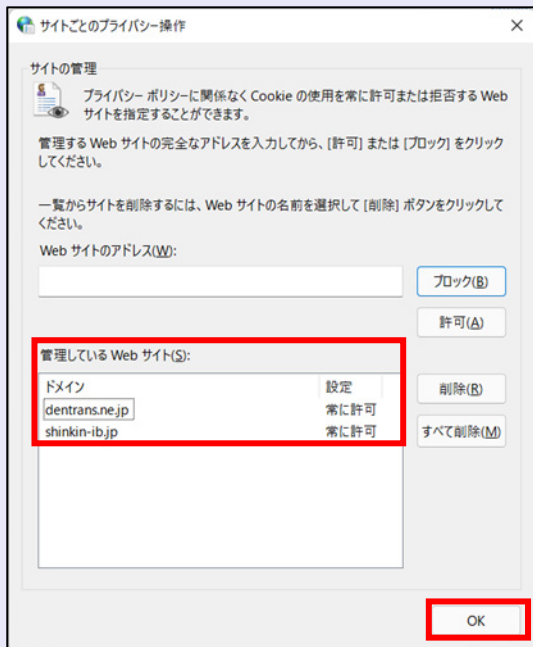 サイトごとのプライバシー操作
サイトの管理
プライバシー ポリシーに関係なく Cookie の使用を常に許可または拒否する Web
サイトを指定することができます。
管理する Web サイトの完全なアドレスを入力してから、[許可] または [ブロック] をクリック
してください。
一覧からサイトを削除するには、Web サイトの名前を選択して [削除] ボタンをクリックして
ください。
Web サイトのアドレス(W):
ブロック(B)
許可(A)
管理している Web サイト(S):
ドメイン 設定
dentrans.ne.jp 常に許可
shinkin-ib.jp 常に許可
削除(R)
すべて削除(M)
OK